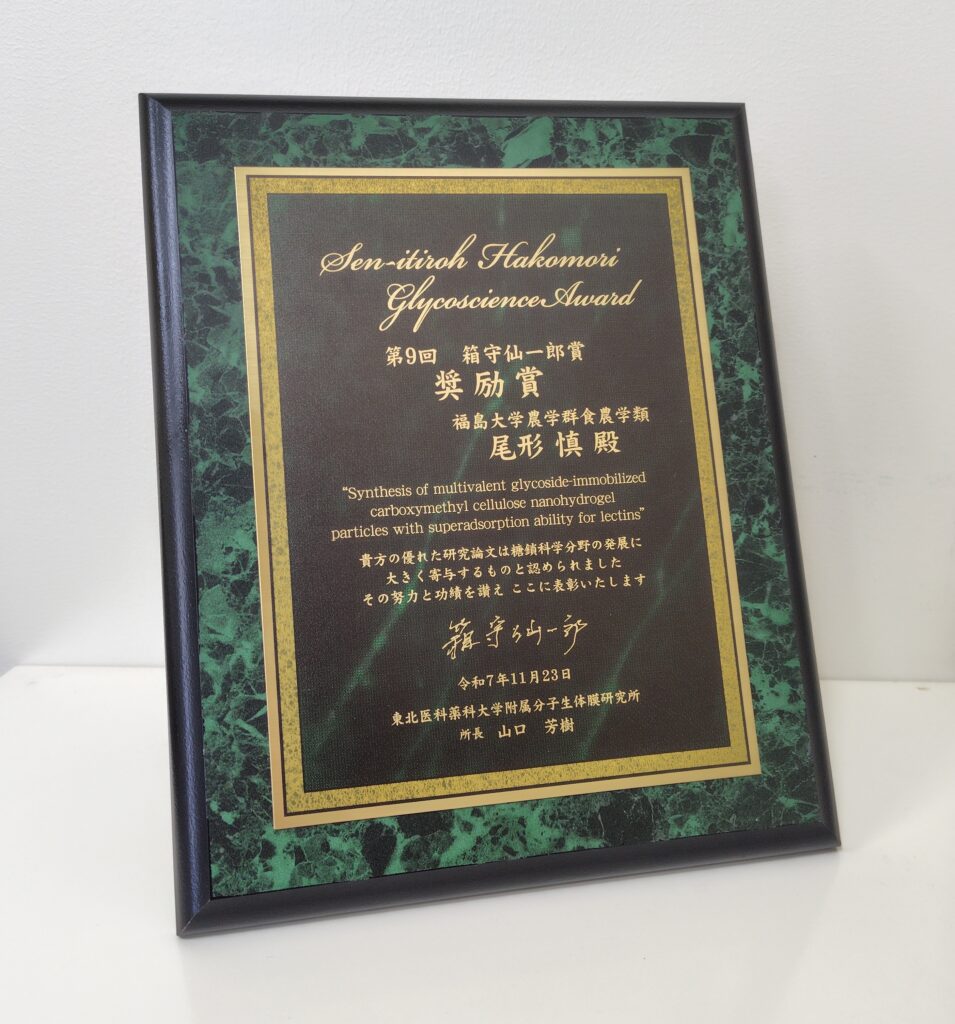 Sen-itiroh Hakomori
Glycoscience Award
第9回 箱守仙一郎賞
奨励賞
福島大学農学群食農学類
尾形 慎 殿
“Synthesis of multivalent glycoside-immobilized
carboxymethyl cellulose nanohydrogel
particles with superadsorption ability for lectins”
貴方の優れた研究論文は糖鎖科学分野の発展に
大きく寄与するものと認められました
その努力と功績を讃え ここに表彰いたします
箱守仙一郎
令和7年11月23日
東北医科薬科大学附属分子生体膜研究所
所長 山口 芳樹